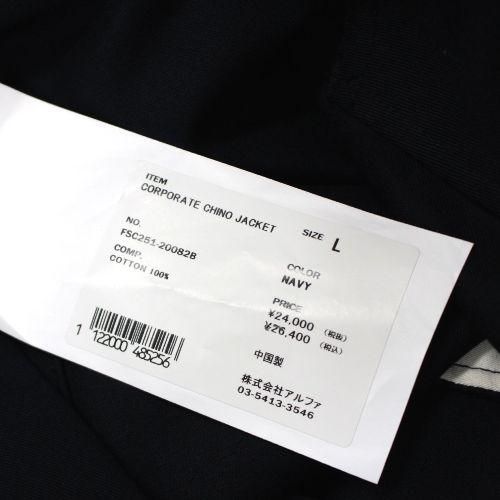 ITEM
CORPORATE CHINO JACKET
SIZE L
NO.
FSC251-20082B
COMP.
COTTON 100%
COLOR
NAVY
PRICE
¥24,000 (税抜)
¥26,400 (税込)
中国製
株式会社アルファ
03-5413-3546
1 122000 485256